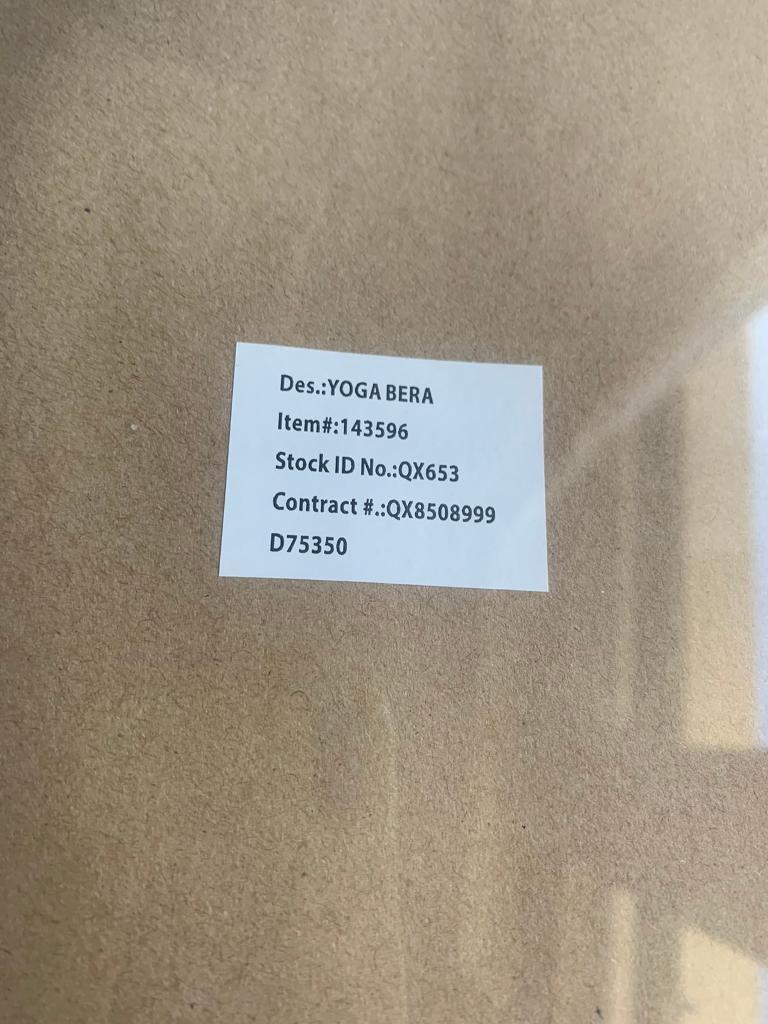 Des.:YOGA BERA
Item#:143596
Stock ID No.:QX653
Contract #.:QX8508999
D75350